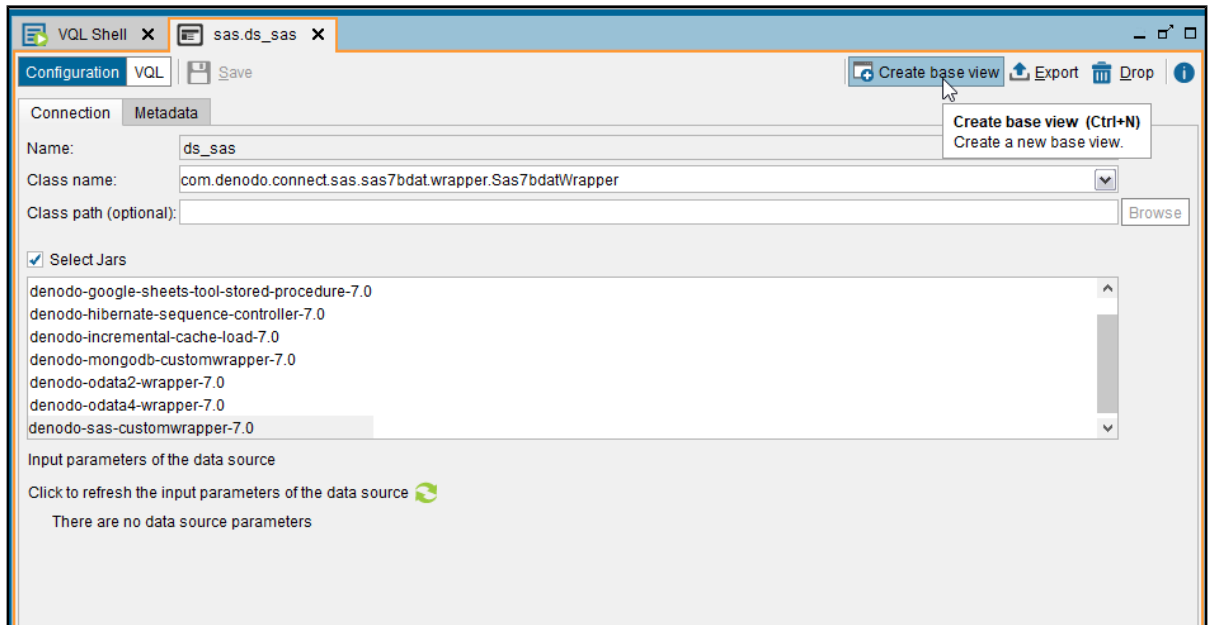 VQL Shell sas.ds_sas
Configuration VQL Save Create base view Export Drop
Connection Metadata
Create base view (Ctrl+N)
Create a new base view.
Name: ds_sas
Class name: com.denodo.connect.sas.sas7bdat.wrapper.Sas7bdatWrapper
Class path (optional): Browse
Select Jars
denodo-google-sheets-tool-stored-procedure-7.0
denodo-hibernate-sequence-controller-7.0
denodo-incremental-cache-load-7.0
denodo-mongodb-customwrapper-7.0
denodo-odata2-wrapper-7.0
denodo-odata4-wrapper-7.0
denodo-sas-customwrapper-7.0
Input parameters of the data source
Click to refresh the input parameters of the data source
There are no data source parameters